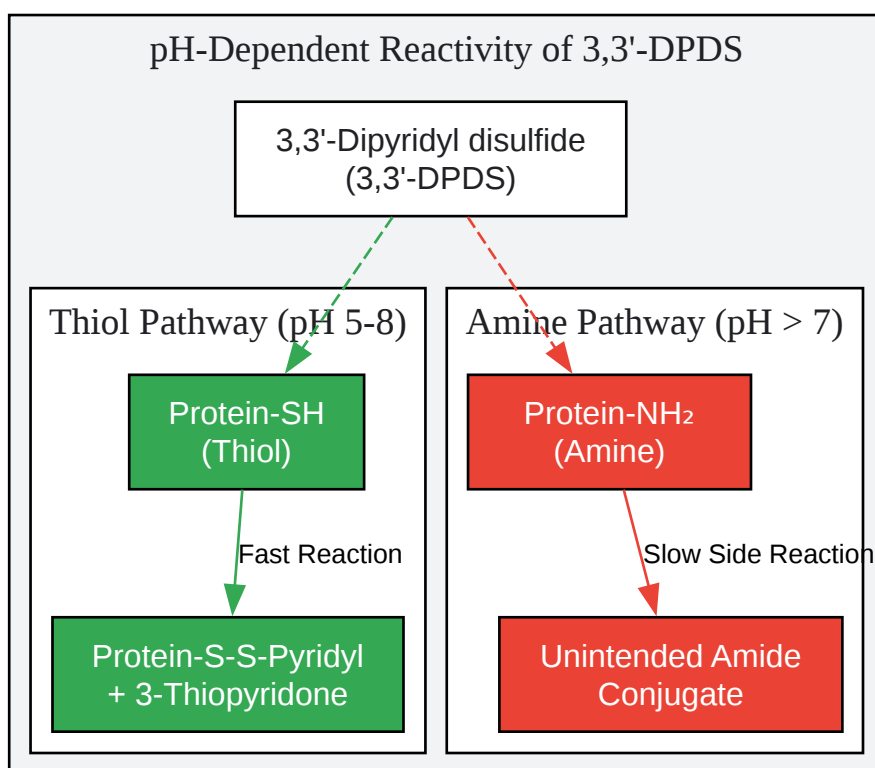 pH-Dependent Reactivity of 3,3'-DPDS
3,3'-Dipyridyl disulfide
(3,3'-DPDS)
Thiol Pathway (pH 5-8)
Protein-SH
(Thiol)
Fast Reaction
Protein-S-S-Pyridyl
+ 3-Thiopyridone
Amine Pathway (pH > 7)
Protein-NH₂
(Amine)
Slow Side Reaction
Unintended Amide
Conjugate